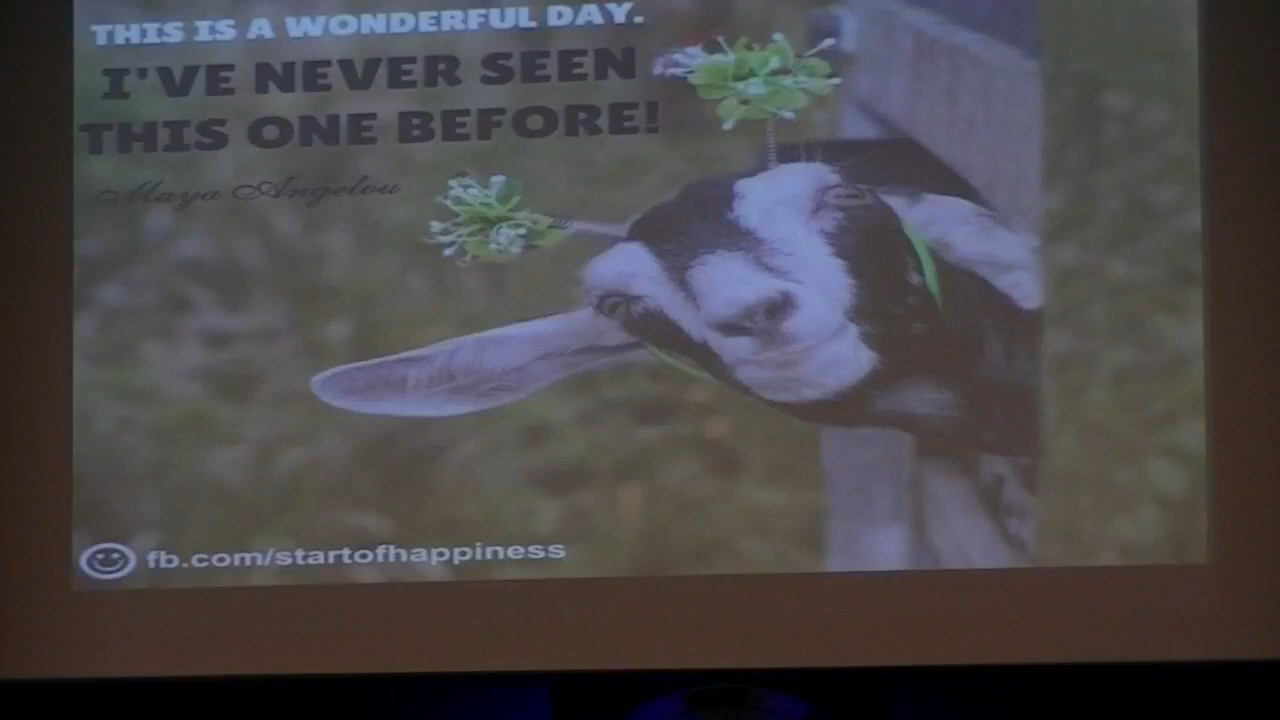 THIS IS A WONDERFUL DAY.
I'VE NEVER SEEN
THIS ONE BEFORE!
Maya Angelou
fb.com/startofhappiness